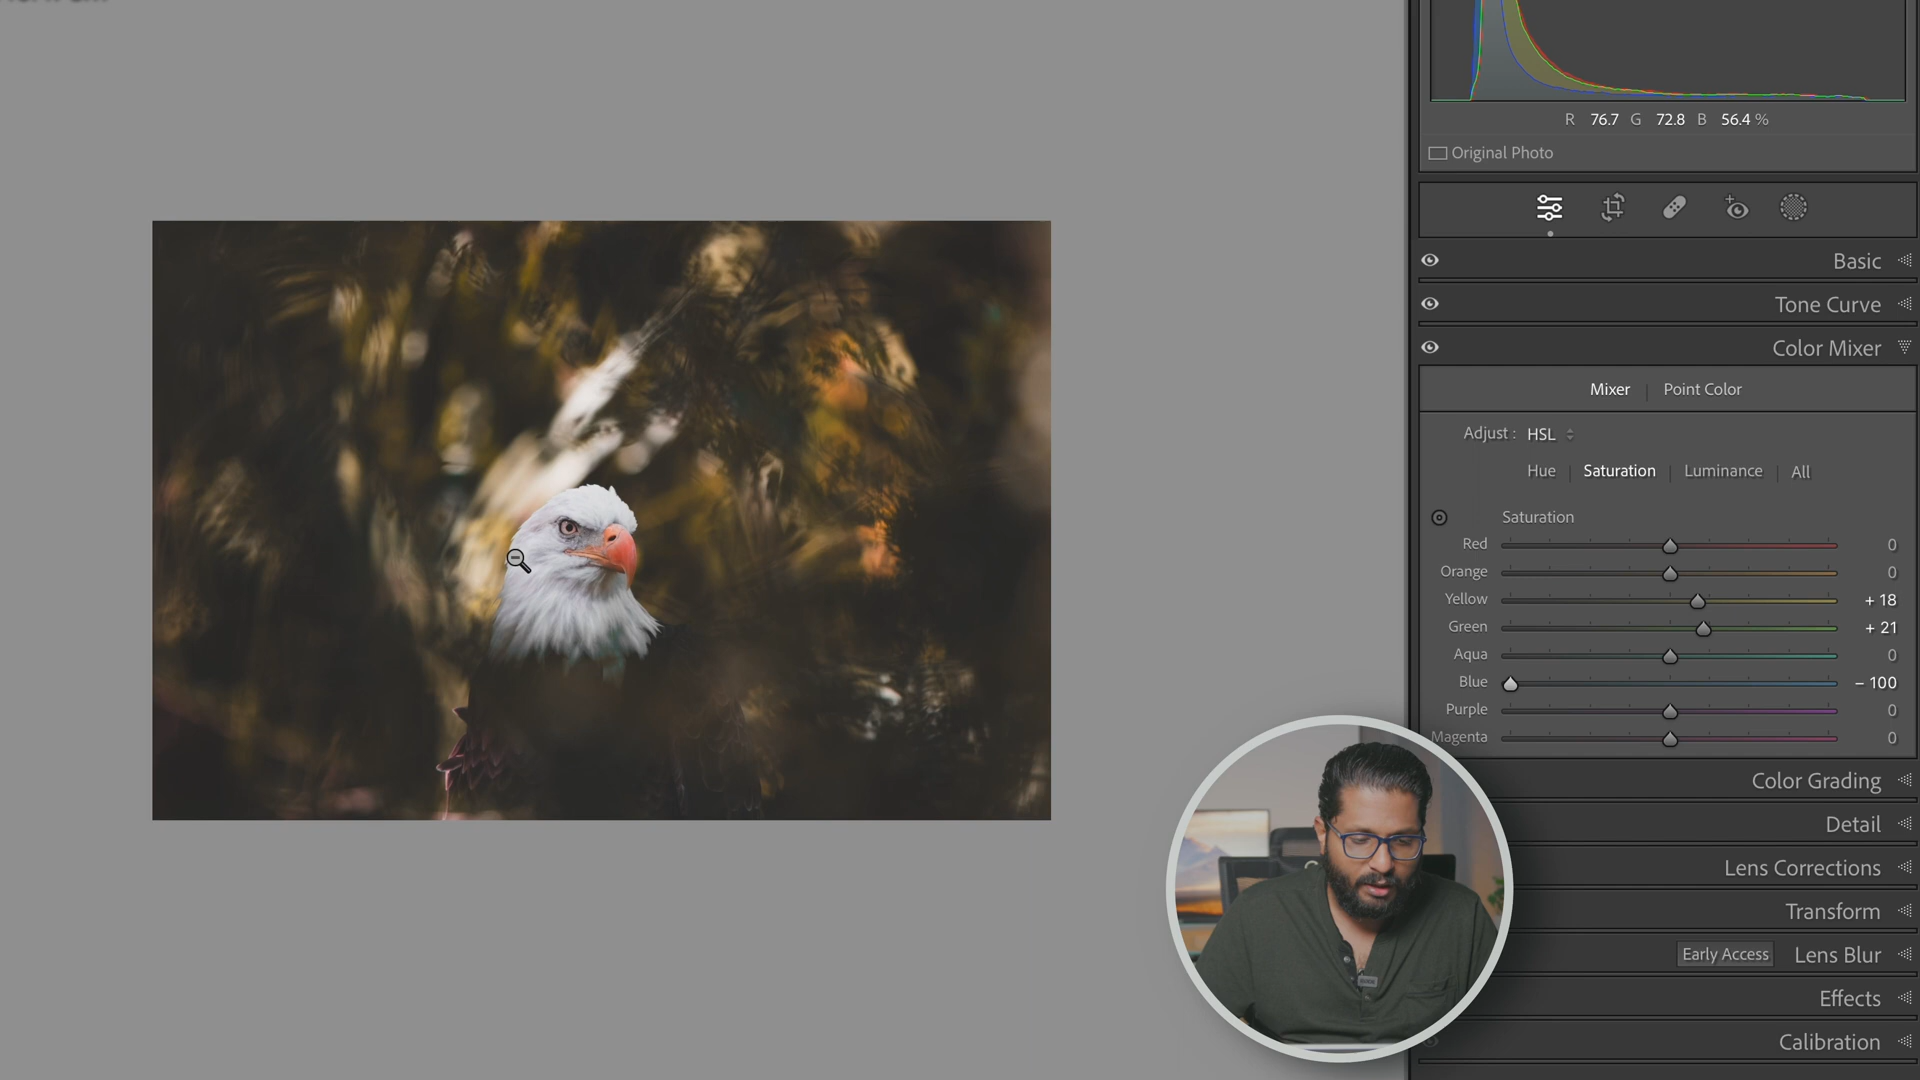 R 76.7 G 72.8 B 56.4 %
Original Photo
Basic
Tone Curve
Color Mixer
Mixer | Point Color
Adjust : HSL
Hue | Saturation | Luminance | All
Saturation
Red 0
Orange 0
Yellow + 18
Green + 21
Aqua 0
Blue – 100
Purple 0
Magenta 0
Color Grading
Detail
Lens Corrections
Transform
Early Access Lens Blur
Effects
Calibration